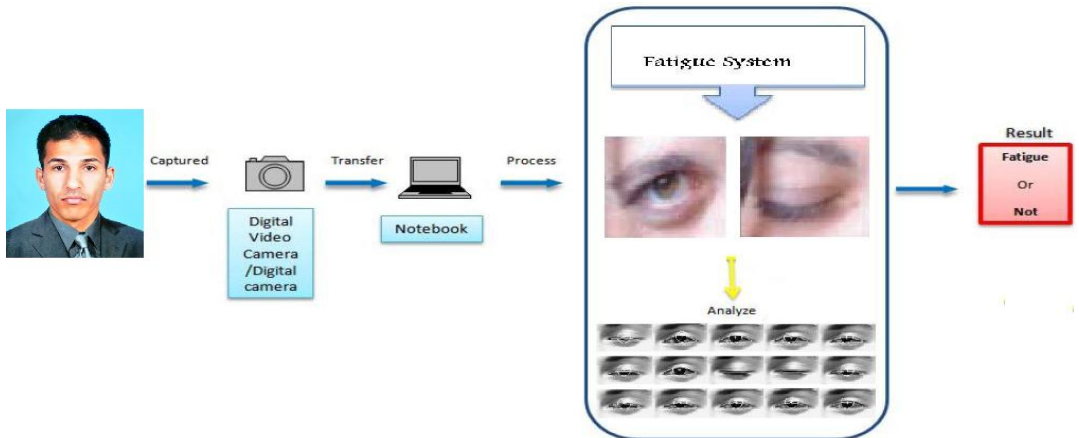 Fatigue System
Captured
Transfer
Process
Digital
Video
Camera
/Digital
camera
Notebook
Analyze
Result
Fatigue
Or
Not